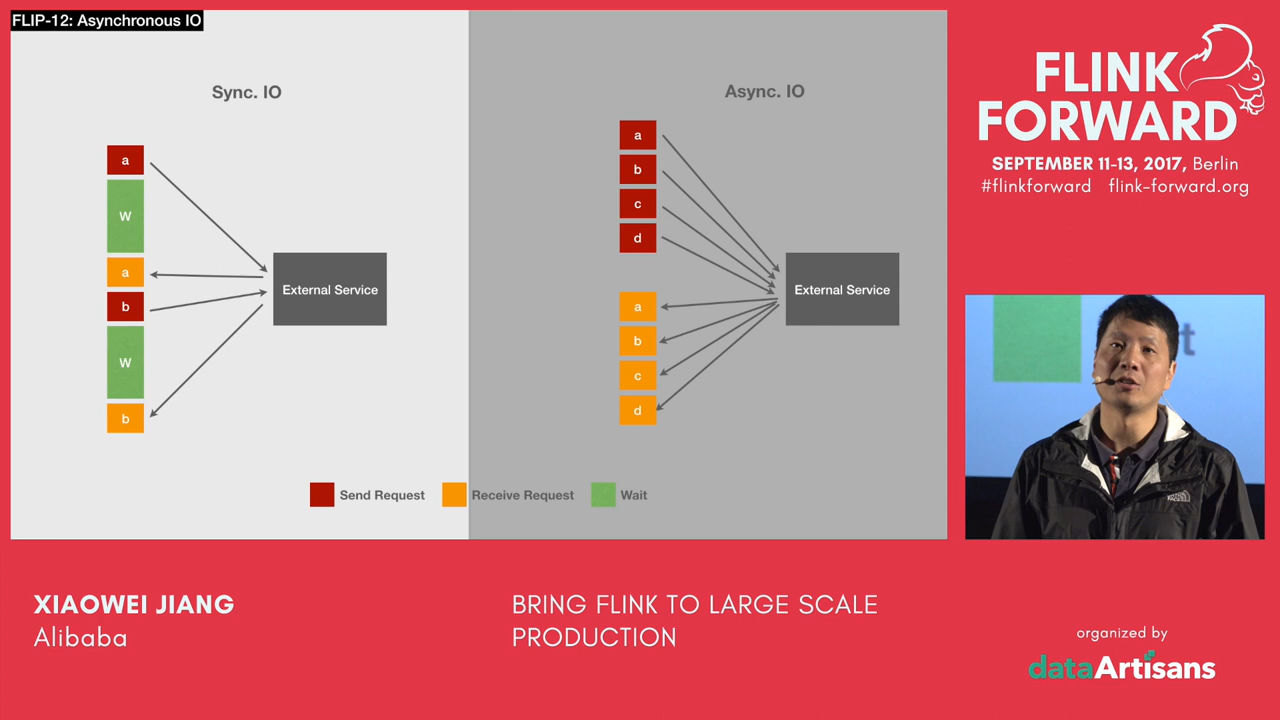 FLIP-12: Asynchronous IO
Sync. IO
a
W
a
b
W
b
External Service
Async. IO
a
b
c
d
a
b
c
d
External Service
Send Request
Receive Request
Wait
FLINK
FORWARD
SEPTEMBER 11-13, 2017, Berlin
#flinkforward flink-forward.org
XIAOWEI JIANG
Alibaba
BRING FLINK TO LARGE SCALE
PRODUCTION
organized by
dataArtisans